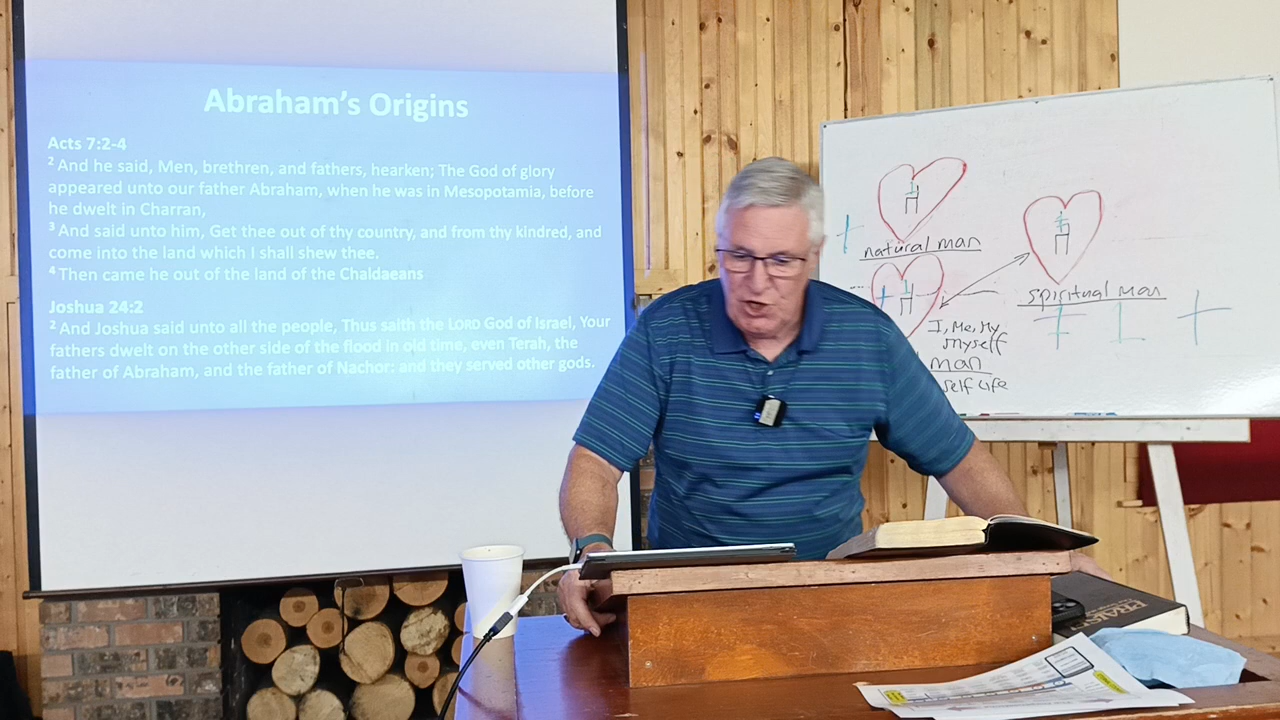 Abraham's Origins
Acts 7:2-4
2 And he said, Men, brethren, and fathers, hearken; The God of glory
appeared unto our father Abraham, when he was in Mesopotamia, before
he dwelt in Charran,
3 And said unto him, Get thee out of thy country, and from thy kindred, and
come into the land which I shall shew thee.
4 Then came he out of the land of the Chaldaeans
Joshua 24:2
2 And Joshua said unto all the people, Thus saith the LORD God of Israel, Your
fathers dwelt on the other side of the flood in old time, even Terah, the
father of Abraham, and the father of Nachor: and they served other gods.
natural man
spiritual man
I, Me, My
Myself
man
self life